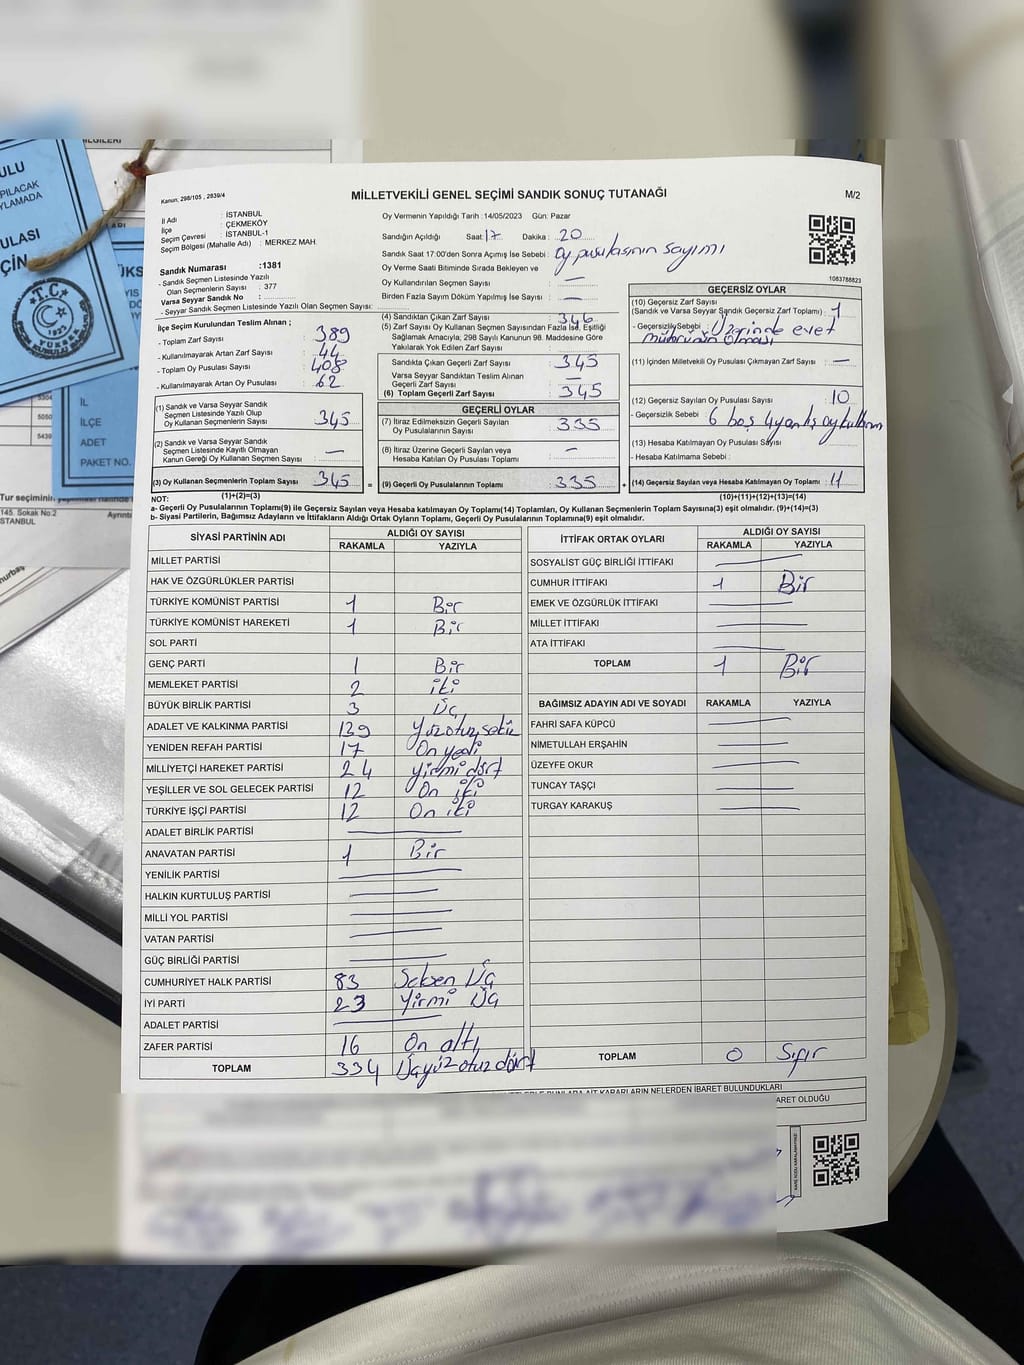 BİLGİLERİ
ULU
PILACAK
YLAMADA
ULASI
ÇİN
T.C.
YÜKSEK
1923
ÜKS
İL
İLÇE
ADET
PAKET NO.
5050
5439
145. Sokak No.2
STANBUL
Kanun; 298/105 , 2839/4
MİLLETVEKİLİ GENEL SEÇİMİ SANDIK SONUÇ TUTANAĞI
M/2
İl Adı : İSTANBUL
İlçe : ÇEKMEKÖY
Seçim Çevresi : İSTANBUL-1
Seçim Bölgesi (Mahalle Adı) : MERKEZ MAH.
Oy Vermenin Yapıldığı Tarih :14/05/2023 Gün: Pazar
Sandığın Açıldığı Saat: 17 Dakika : 20
Sandık Saat 17:00'den Sonra Açımış İse Sebebi : Oy pusulasının sayımı
Oy Verme Saati Bitiminde Sırada Bekleyen ve
Oy Kullandırılan Seçmen Sayısı : —
Birden Fazla Sayım Döküm Yapılmış İse Sayısı : —
1083788823
Sandık Numarası :1381
- Sandık Seçmen Listesinde Yazılı
Olan Seçmenlerin Sayısı : 377
Varsa Seyyar Sandık No :
- Seyyar Sandık Seçmen Listesinde Yazılı Olan Seçmen Sayısı:
İlçe Seçim Kurulundan Teslim Alınan ;
- Toplam Zarf Sayısı : 389
- Kullanılmayarak Artan Zarf Sayısı : 44
- Toplam Oy Pusulası Sayısı : 408
- Kullanılmayarak Artan Oy Pusulası : 62
(1) Sandık ve Varsa Seyyar Sandık
Seçmen Listesinde Yazılı Olup
Oy Kullanan Seçmenlerin Sayısı : 345
(2) Sandık ve Varsa Seyyar Sandık
Seçmen Listesinde Kayıtlı Olmayan
Kanun Gereği Oy Kullanan Seçmen Sayısı : —
(3) Oy Kullanan Seçmenlerin Toplam Sayısı : 345 =
(1)+(2)=(3)
(4) Sandıktan Çıkan Zarf Sayısı : 346
(5) Zarf Sayısı Oy Kullanan Seçmen Sayısından Fazla İse, Eşitliği
Sağlamak Amacıyla; 298 Sayılı Kanunun 98. Maddesine Göre
Yakılarak Yok Edilen Zarf Sayısı :
Sandıkta Çıkan Geçerli Zarf Sayısı : 345
Varsa Seyyar Sandıktan Teslim Alınan
Geçerli Zarf Sayısı : —
(6) Toplam Geçerli Zarf Sayısı : 345
GEÇERLİ OYLAR
(7) İtiraz Edilmeksizin Geçerli Sayılan
Oy Pusulalarının Sayısı : 335
(8) İtiraz Üzerine Geçerli Sayılan veya
Hesaba Katılan Oy Pusulası Toplamı : —
(9) Geçerli Oy Pusulalarının Toplamı : 335 +
GEÇERSİZ OYLAR
(10) Geçersiz Zarf Sayısı
(Sandık ve Varsa Seyyar Sandık Geçersiz Zarf Toplamı) : 1
- Geçersizlik Sebebi : Üzerinde evet
mührünün olması
(11) İçinden Milletvekili Oy Pusulası Çıkmayan Zarf Sayısı : —
(12) Geçersiz Sayılan Oy Pusulası Sayısı : 10
- Geçersizlik Sebebi : 6 boş 4 yanlış oy kullanım
(13) Hesaba Katılmayan Oy Pusulası Sayısı :
- Hesaba Katılmama Sebebi :
(14) Geçersiz Sayılan veya Hesaba Katılmayan Oy Toplamı : 11
(10)+(11)+(12)+(13)=(14)
NOT:
a- Geçerli Oy Pusulalarının Toplamı(9) ile Geçersiz Sayılan veya Hesaba katılmayan Oy Toplamı(14) Toplamları, Oy Kullanan Seçmenlerin Toplam Sayısına(3) eşit olmalıdır. (9)+(14)=(3)
b- Siyasi Partilerin, Bağımsız Adayların ve İttifakların Aldığı Ortak Oyların Toplamı, Geçerli Oy Pusulalarının Toplamına(9) eşit olmalıdır.
SİYASİ PARTİNİN ADI ALDIĞI OY SAYISI
RAKAMLA YAZIYLA
MİLLET PARTİSİ
HAK VE ÖZGÜRLÜKLER PARTİSİ
TÜRKİYE KOMÜNİST PARTİSİ 1 Bir
TÜRKİYE KOMÜNİST HAREKETİ 1 Bir
SOL PARTİ
GENÇ PARTİ 1 Bir
MEMLEKET PARTİSİ 2 iki
BÜYÜK BİRLİK PARTİSİ 3 Üç
ADALET VE KALKINMA PARTİSİ 139 Yüzotuz sekiz
YENİDEN REFAH PARTİSİ 17 On yedi
MİLLİYETÇİ HAREKET PARTİSİ 24 Yirmi dört
YEŞİLLER VE SOL GELECEK PARTİSİ 12 On iki
TÜRKİYE İŞÇİ PARTİSİ 12 On iki
ADALET BİRLİK PARTİSİ —
ANAVATAN PARTİSİ 1 Bir
YENİLİK PARTİSİ —
HALKIN KURTULUŞ PARTİSİ —
MİLLİ YOL PARTİSİ —
VATAN PARTİSİ —
GÜÇ BİRLİĞİ PARTİSİ —
CUMHURİYET HALK PARTİSİ 83 Seksen Üç
İYİ PARTİ 23 Yirmi Üç
ADALET PARTİSİ —
ZAFER PARTİSİ 16 On altı
TOPLAM 334 Üçyüz otuz dört
İTTİFAK ORTAK OYLARI ALDIĞI OY SAYISI
RAKAMLA YAZIYLA
SOSYALİST GÜÇ BİRLİĞİ İTTİFAKI —
CUMHUR İTTİFAKI 1 Bir
EMEK VE ÖZGÜRLÜK İTTİFAKI —
MİLLET İTTİFAKI —
ATA İTTİFAKI —
TOPLAM 1 Bir
BAĞIMSIZ ADAYIN ADI VE SOYADI RAKAMLA YAZIYLA
FAHRİ SAFA KÜPCÜ —
NİMETULLAH ERŞAHİN —
ÜZEYFE OKUR —
TUNCAY TAŞÇI —
TURGAY KARAKUŞ —
TOPLAM 0 Sıfır
KARARLARIN NELERDEN İBARET BULUNDUKLARI
ARET OLDUĞU